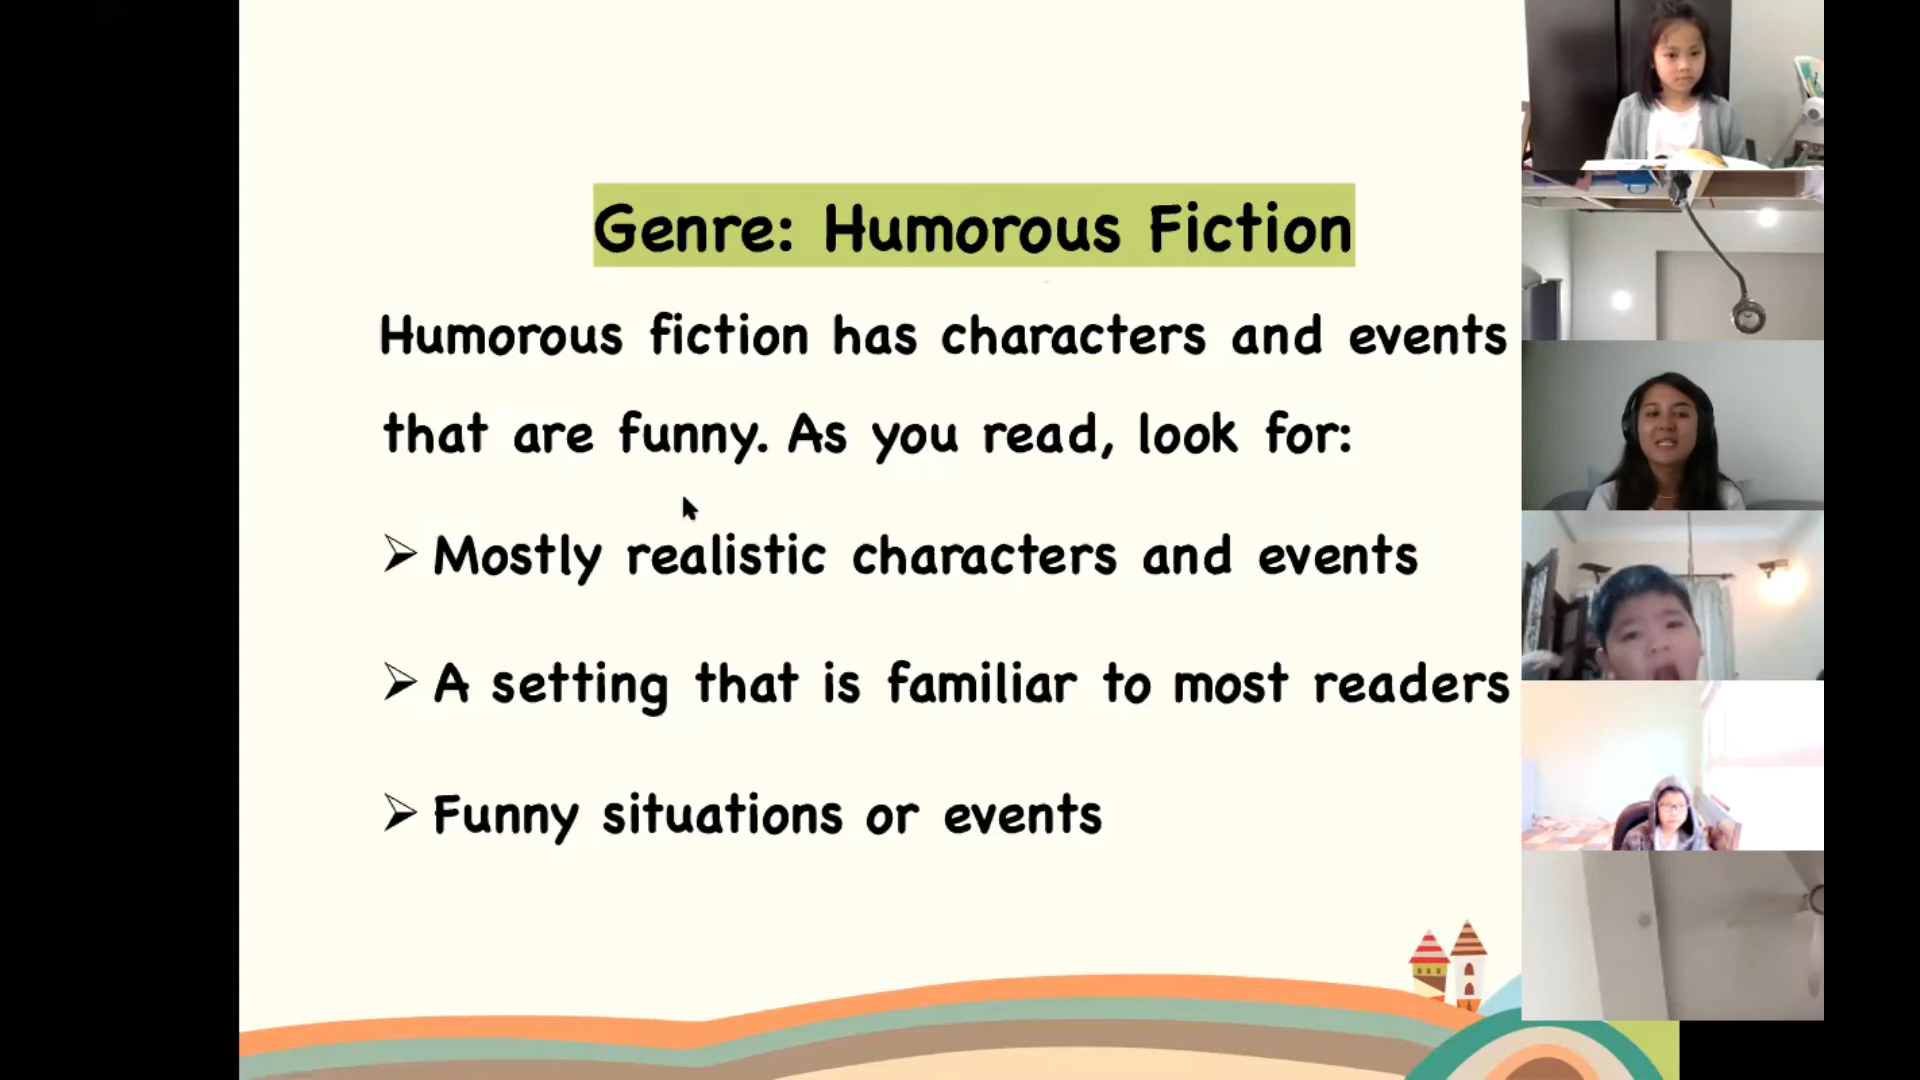 Genre: Humorous Fiction
Humorous fiction has characters and events
that are funny. As you read, look for:
➢ Mostly realistic characters and events
➢ A setting that is familiar to most readers
➢ Funny situations or events